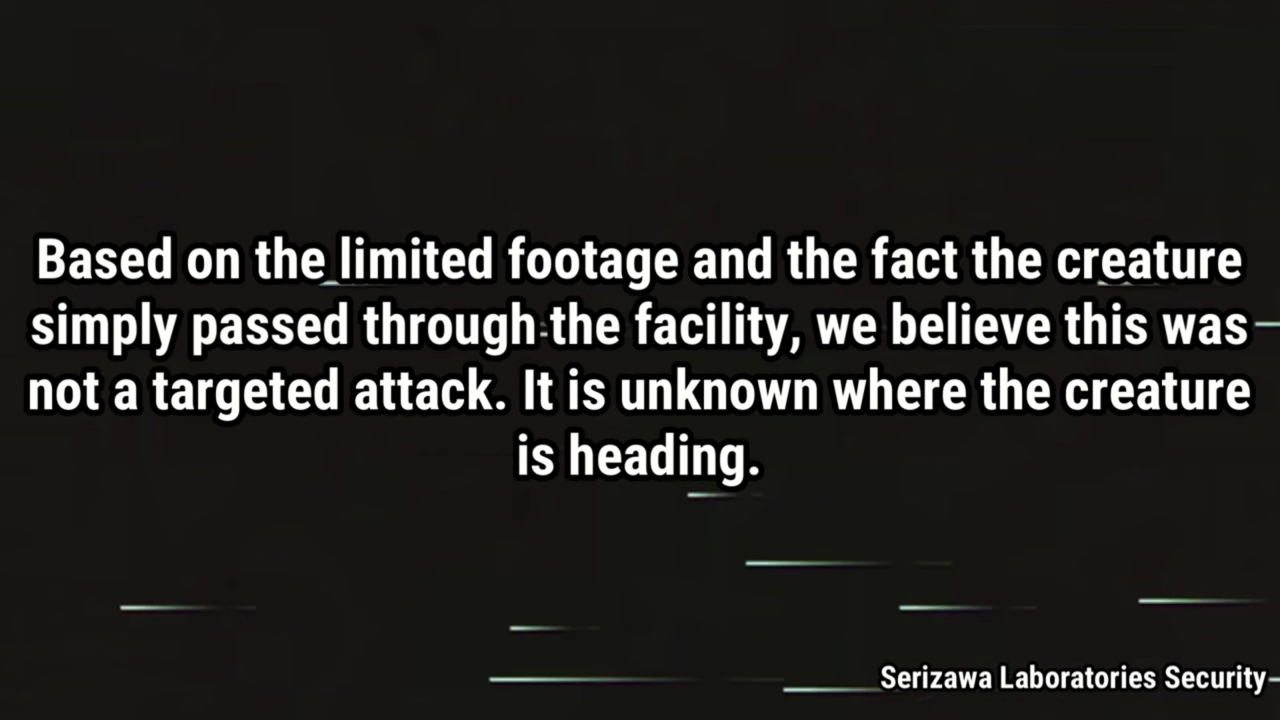 Based on the limited footage and the fact the creature
simply passed through the facility, we believe this was
not a targeted attack. It is unknown where the creature
is heading.
Serizawa Laboratories Security